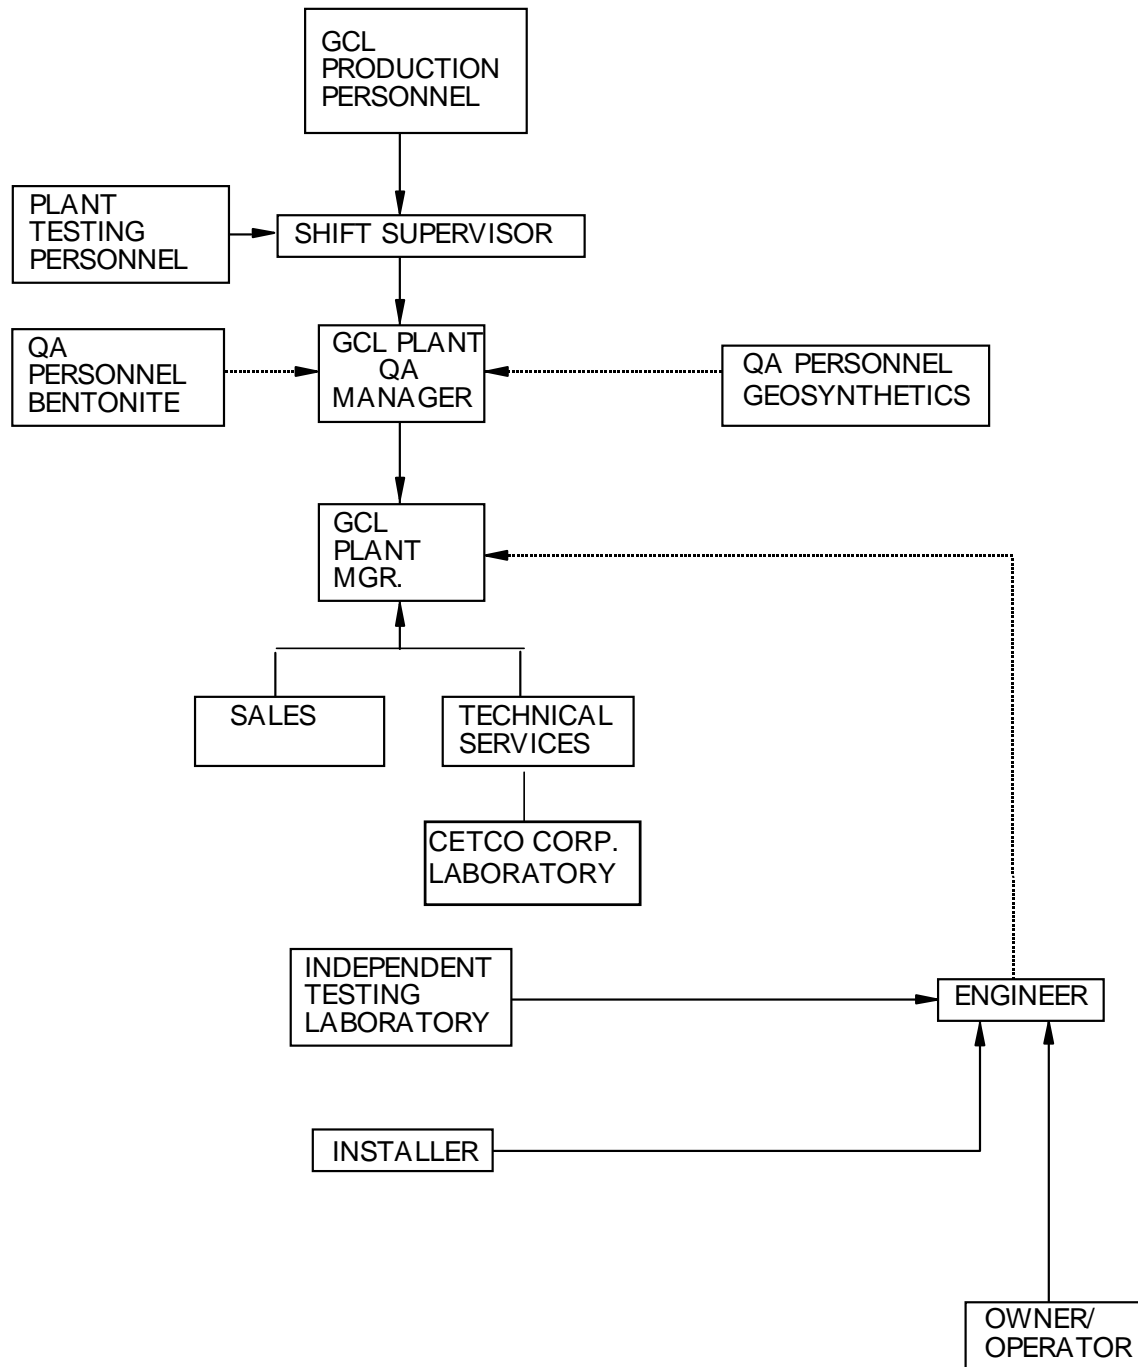 GCL
PRODUCTION
PERSONNEL
PLANT
TESTING
PERSONNEL
SHIFT SUPERVISOR
QA
PERSONNEL
BENTONITE
GCL PLANT
QA
MANAGER
QA PERSONNEL
GEOSYNTHETICS
GCL
PLANT
MGR.
SALES
TECHNICAL
SERVICES
CETCO CORP.
LABORATORY
INDEPENDENT
TESTING
LABORATORY
ENGINEER
INSTALLER
OWNER/
OPERATOR